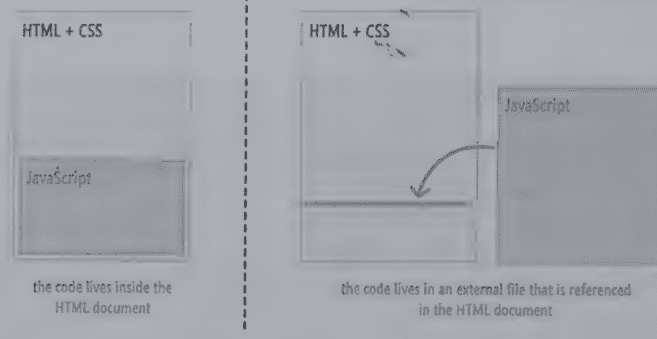 HTML + CSS
JavaScript
the code lives inside the
HTML document
HTML + CSS
JavaScript
the code lives in an external file that is referenced
in the HTML document